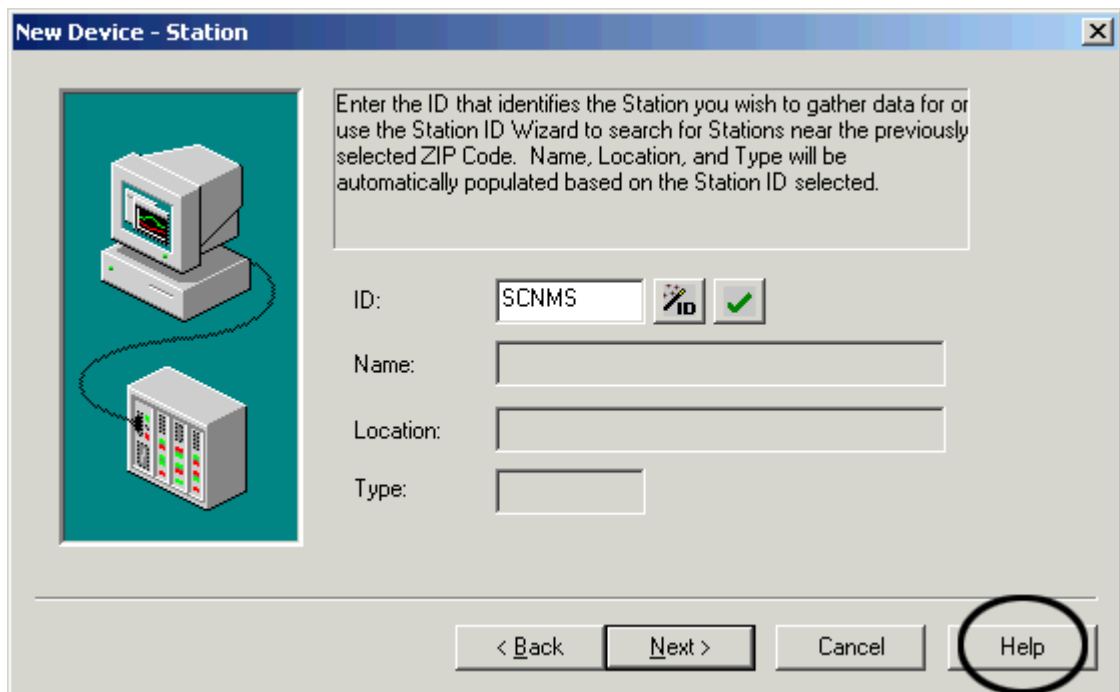 New Device - Station
Enter the ID that identifies the Station you wish to gather data for or
use the Station ID Wizard to search for Stations near the previously
selected ZIP Code.  Name, Location, and Type will be
automatically populated based on the Station ID selected.
ID: SCNMS ID
Name:
Location:
Type:
< Back Next > Cancel Help